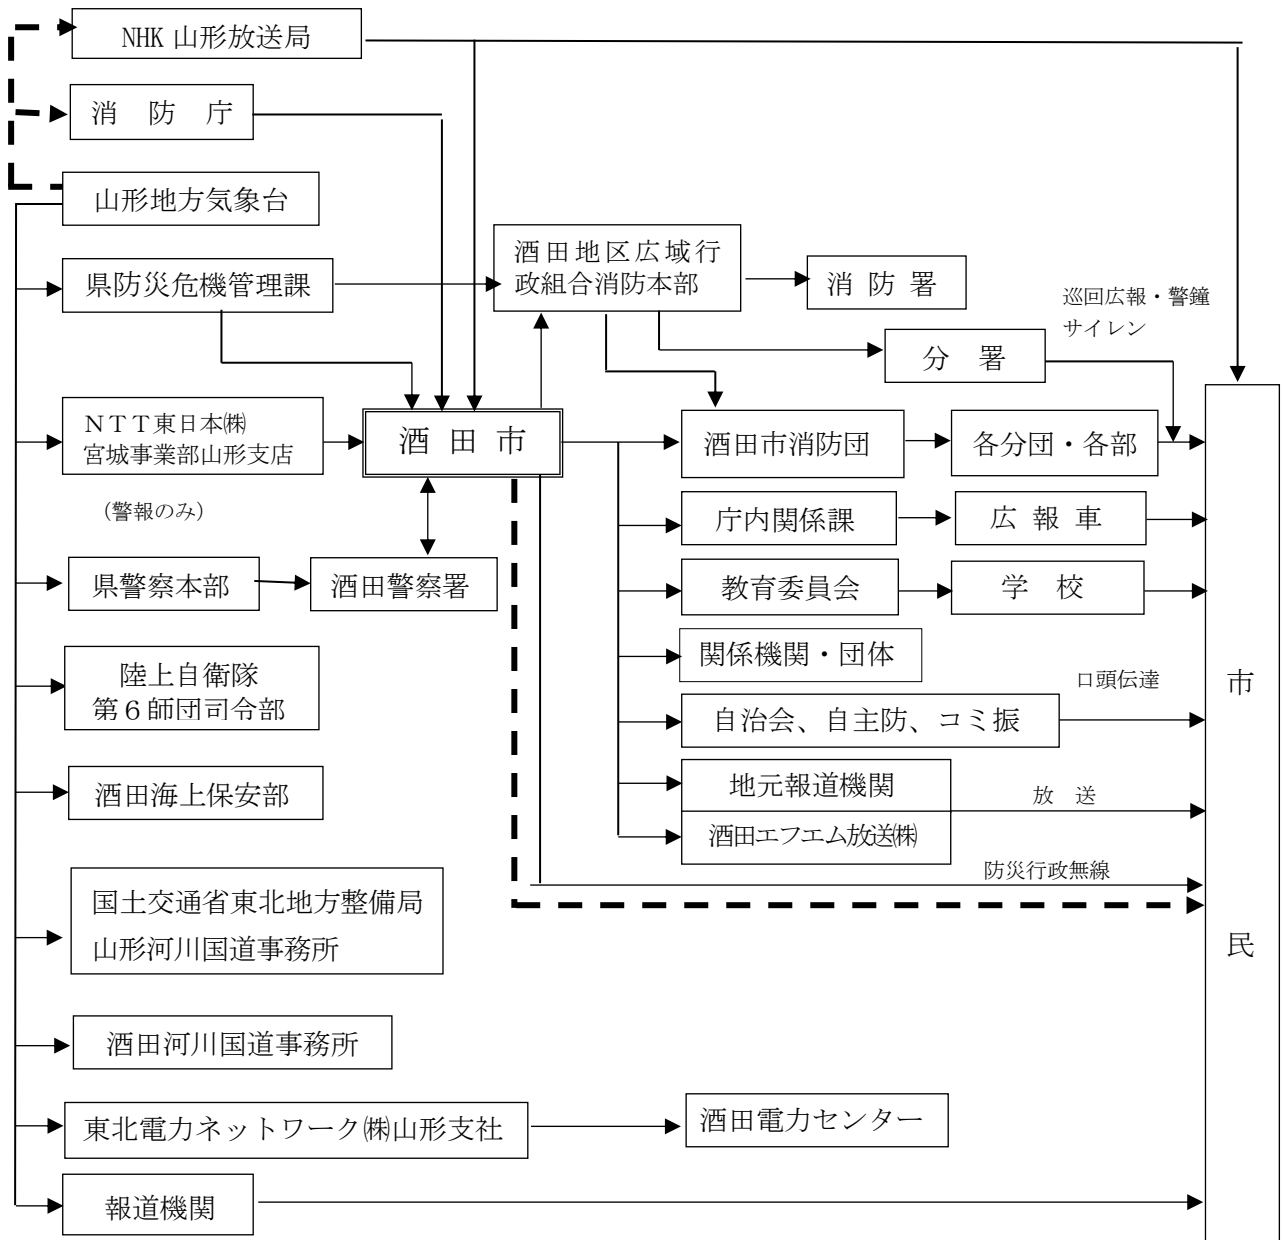 NHK 山形放送局
消 防 庁
山形地方気象台
県防災危機管理課
酒田地区広域行
政組合消防本部
消 防 署
巡回広報・警鐘
サイレン
分 署
NTT東日本㈱
宮城事業部山形支店
酒 田 市
酒田市消防団
各分団・各部
(警報のみ)
庁内関係課
広 報 車
県警察本部
酒田警察署
教育委員会
学 校
関係機関・団体
陸上自衛隊
第6師団司令部
口頭伝達
自治会、自主防、コミ振
市
民
酒田海上保安部
地元報道機関
放 送
酒田エフエム放送㈱
防災行政無線
国土交通省東北地方整備局
山形河川国道事務所
酒田河川国道事務所
東北電力ネットワーク㈱山形支社
酒田電力センター
報道機関